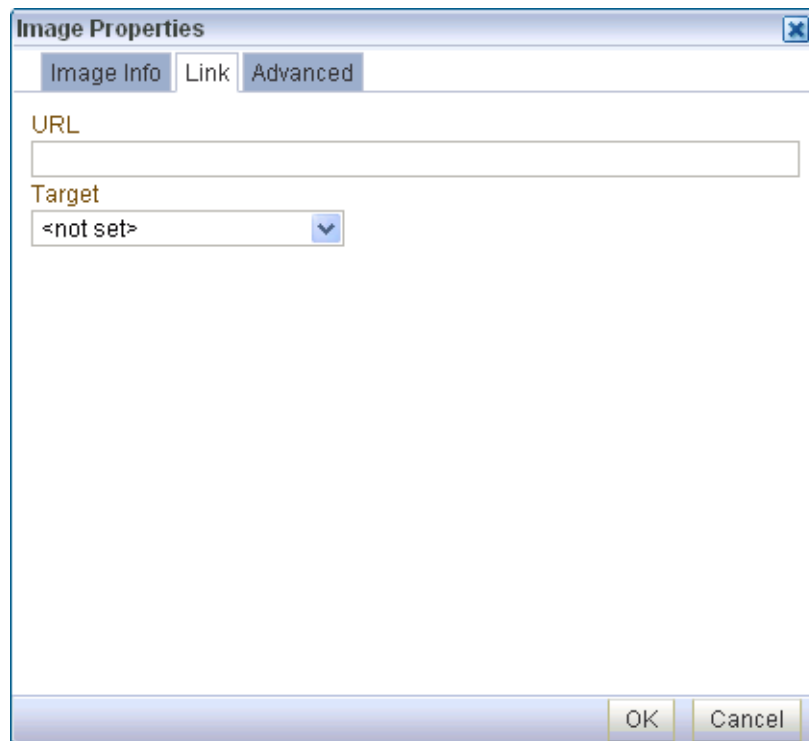 Image Properties
Image Info Link Advanced
URL
Target
<not set>
OK Cancel